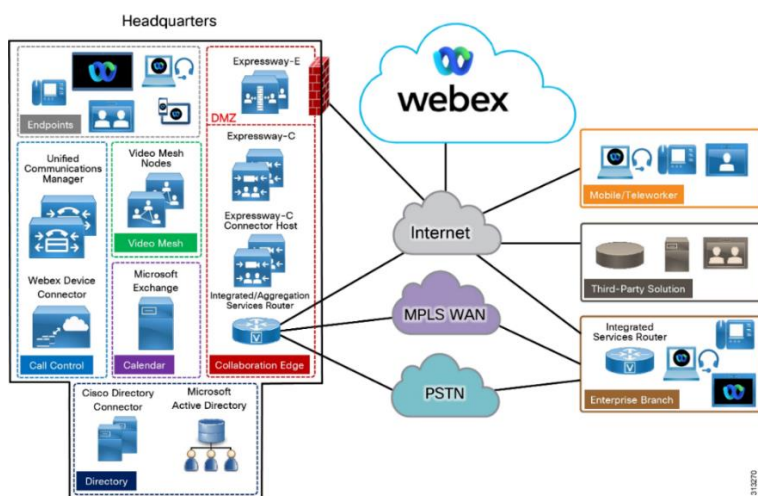 Headquarters
Endpoints
Expressway-E
DMZ
Unified
Communications
Manager
Webex Device
Connector
Call Control
Video Mesh
Nodes
Video Mesh
Microsoft
Exchange
Calendar
Expressway-C
Expressway-C
Connector Host
Integrated/Aggregation
Services Router
V
Collaboration Edge
Cisco Directory
Connector
Microsoft
Active Directory
Directory
webex
Internet
MPLS WAN
PSTN
Mobile/Teleworker
Third-Party Solution
Integrated
Services Router
V
Enterprise Branch
313270